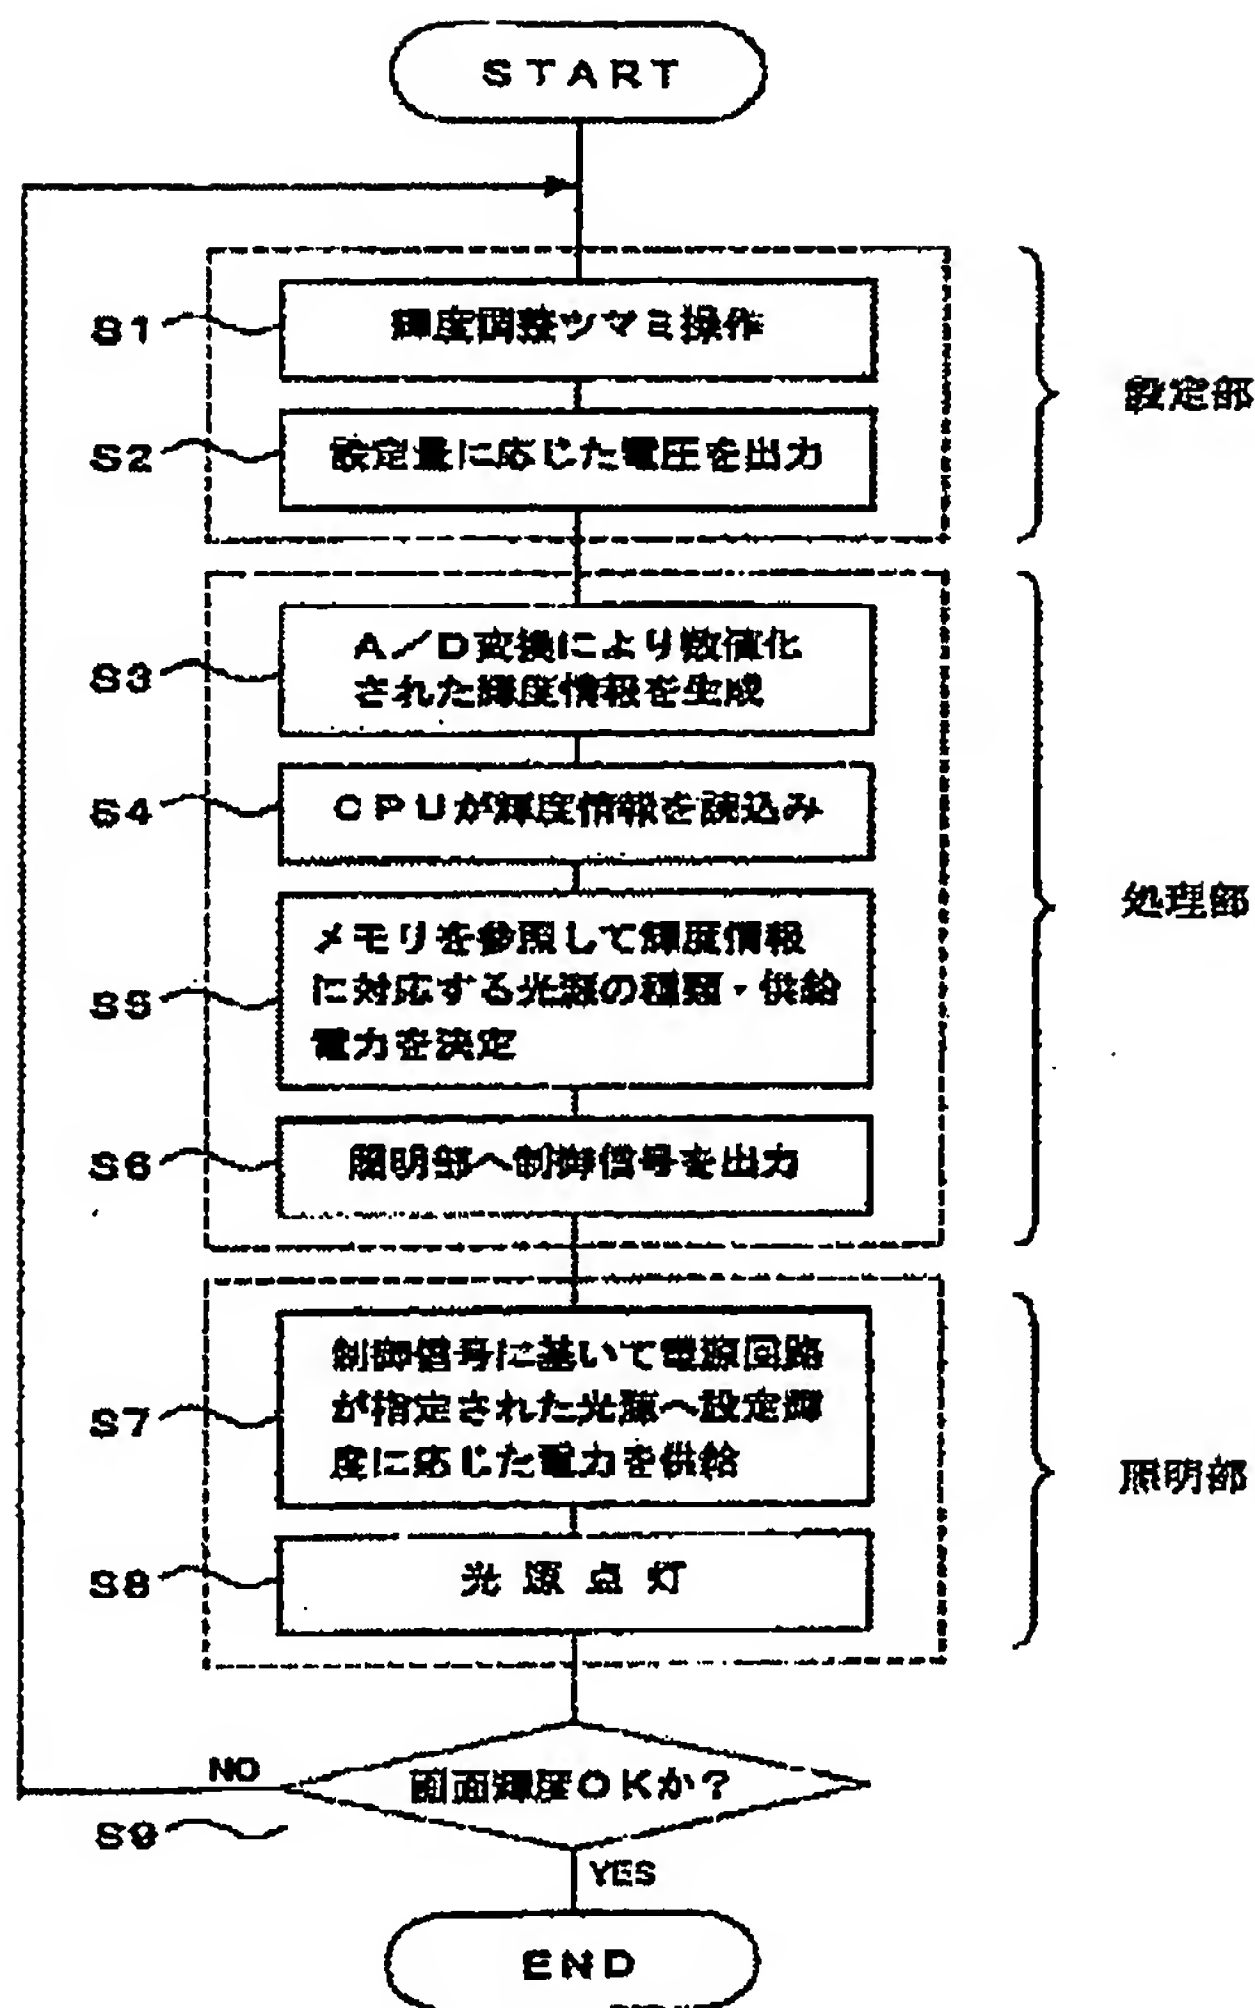 START
S1
輝度調整ツマミ操作
設定部
S2
設定量に応じた電圧を出力
S3
A／D変換により数値化
された輝度情報を生成
S4
CPUが輝度情報を読込み
処理部
S5
メモリを参照して輝度情報
に対応する光源の種類・供給
電力を決定
S6
照明部へ制御信号を出力
S7
制御信号に基いて電源回路
が指定された光源へ設定輝
度に応じた電力を供給
照明部
S8
光源点灯
NO
画面輝度OKか？
S9
YES
END